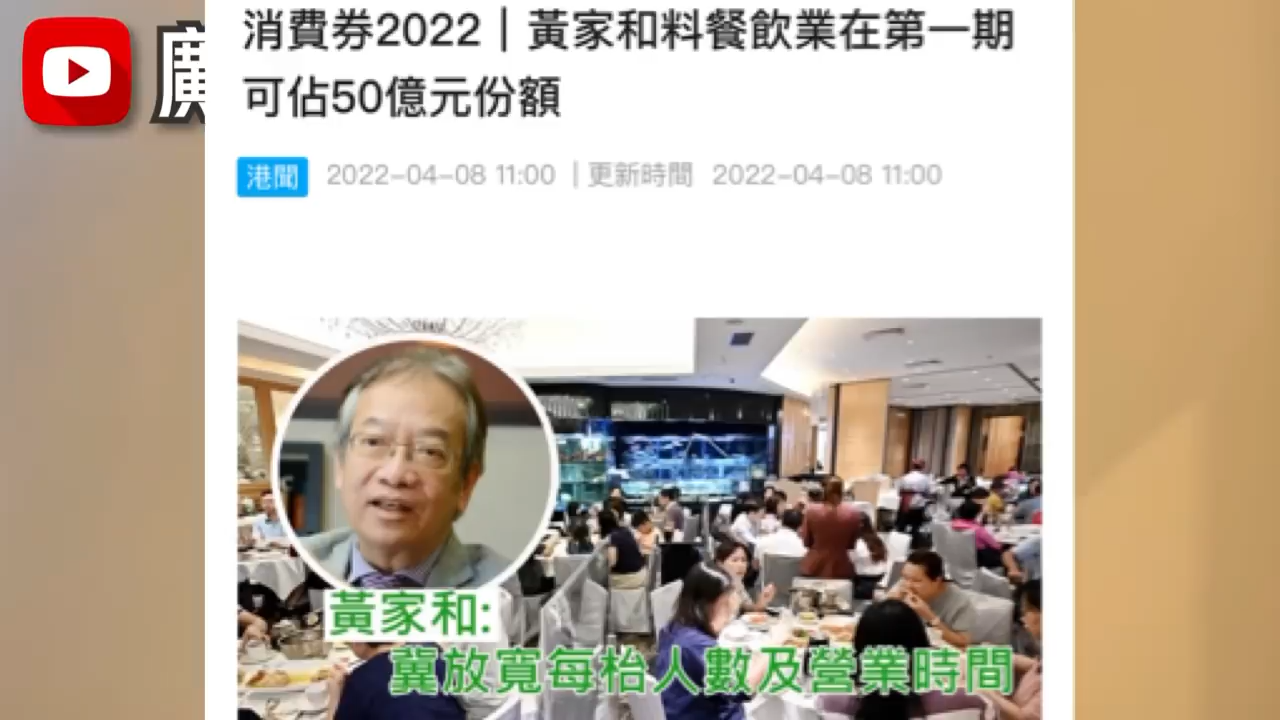 廣
消費券2022｜黃家和料餐飲業在第一期
可佔50億元份額
港聞 2022-04-08 11:00 ｜更新時間 2022-04-08 11:00
黃家和:
冀放寬每枱人數及營業時間